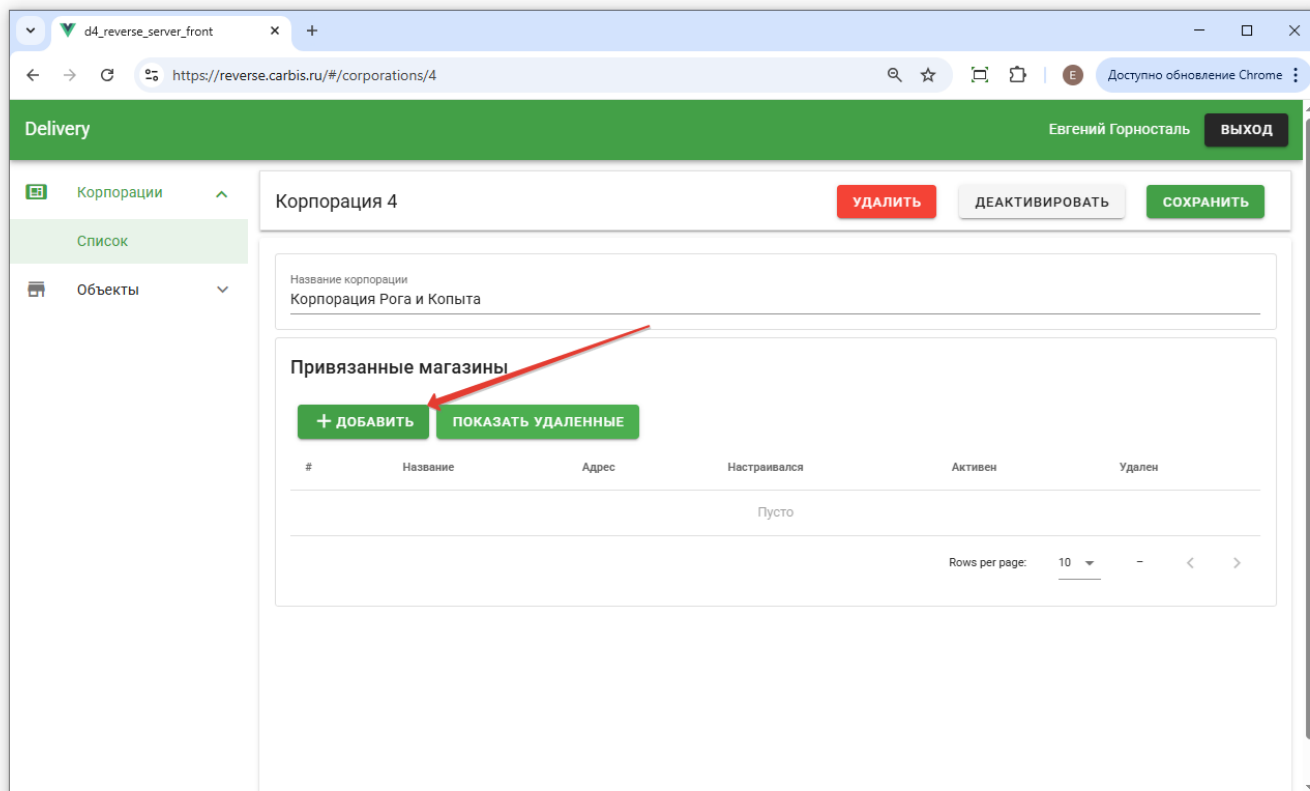 d4_reverse_server_front
https://reverse.carbis.ru/#/corporations/4
E
Доступно обновление Chrome
Delivery
Евгений Горносталь
ВЫХОД
Корпорации
Список
Объекты
Корпорация 4
УДАЛИТЬ
ДЕАКТИВИРОВАТЬ
СОХРАНИТЬ
Название корпорации
Корпорация Рога и Копыта
Привязанные магазины
+ ДОБАВИТЬ
ПОКАЗАТЬ УДАЛЕННЫЕ
# Название Адрес Настраивался Активен Удален
Пусто
Rows per page: 10 –